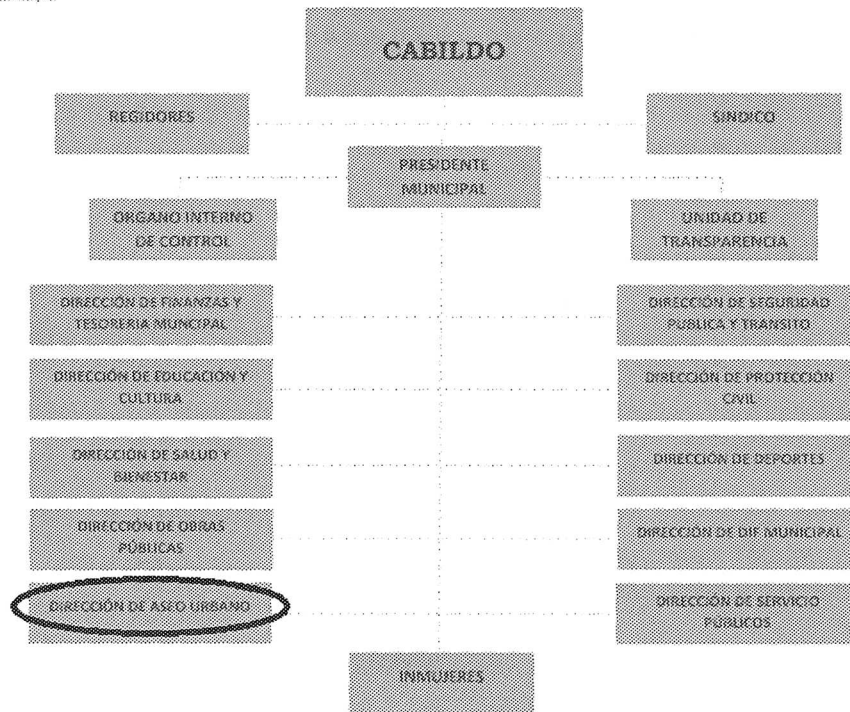 CABILDO
REGIDORES
SINDICO
PRESIDENTE
MUNICIPAL
ORGANO INTERNO
DE CONTROL
UNIDAD DE
TRANSPARENCIA
DIRECCIÓN DE FINANZAS Y
TESORERIA MUNCIPAL
DIRECCIÓN DE SEGURIDAD
PUBLICA Y TRANSITO
DIRECCIÓN DE EDUCACIÓN Y
CULTURA
DIRECCIÓN DE PROTECCIÓN
CIVIL
DIRECCIÓN DE SALUD Y
BIENESTAR
DIRECCIÓN DE DEPORTES
DIRECCIÓN DE OBRAS
PÚBLICAS
DIRECCIÓN DE DIF MUNICIPAL
DIRECCIÓN DE ASEO URBANO
DIRECCIÓN DE SERVICIO
PÚBLICOS
INMUJERES